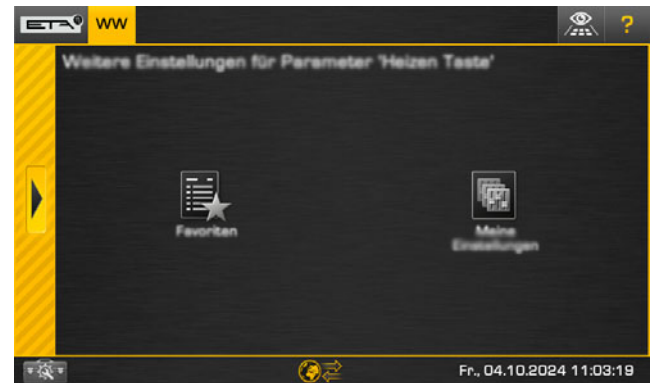 ETA
WW
?
Weitere Einstellungen für Parameter 'Heizen Taste'
Favoriten
Meine
Einstellungen
Fr., 04.10.2024 11:03:19